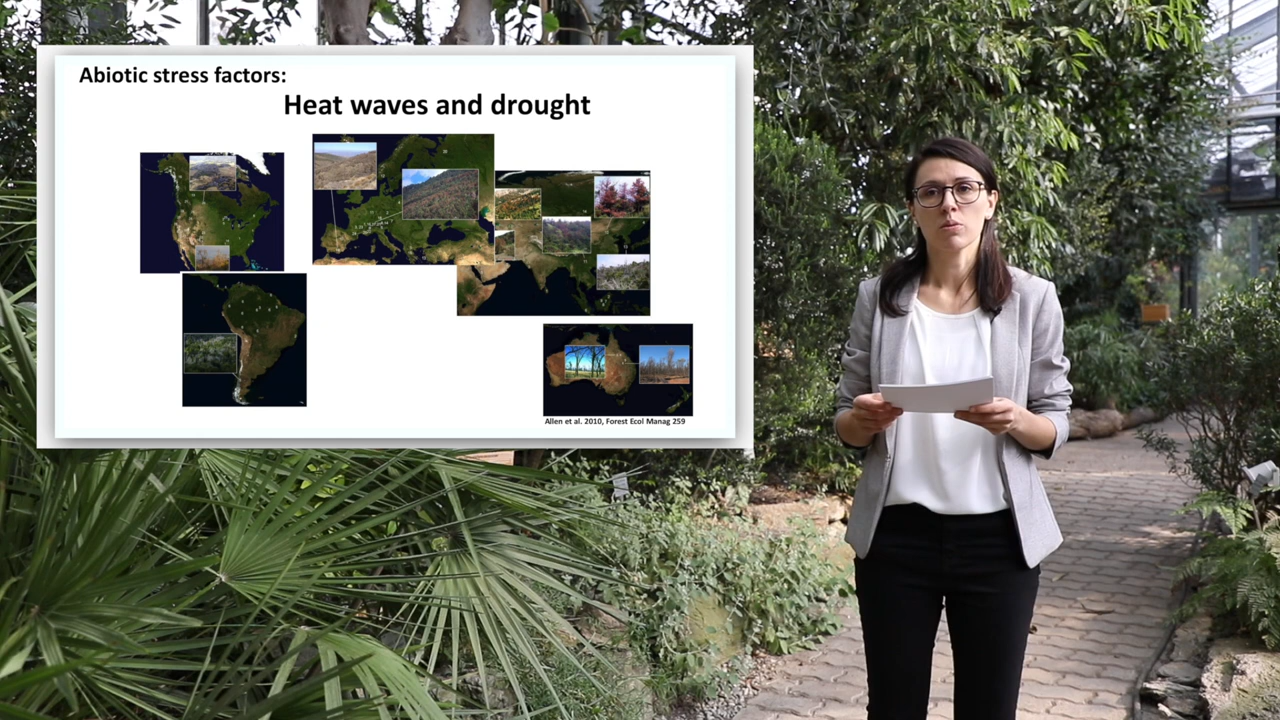 Abiotic stress factors:
Heat waves and drought
Allen et al. 2010, Forest Ecol Manag 259